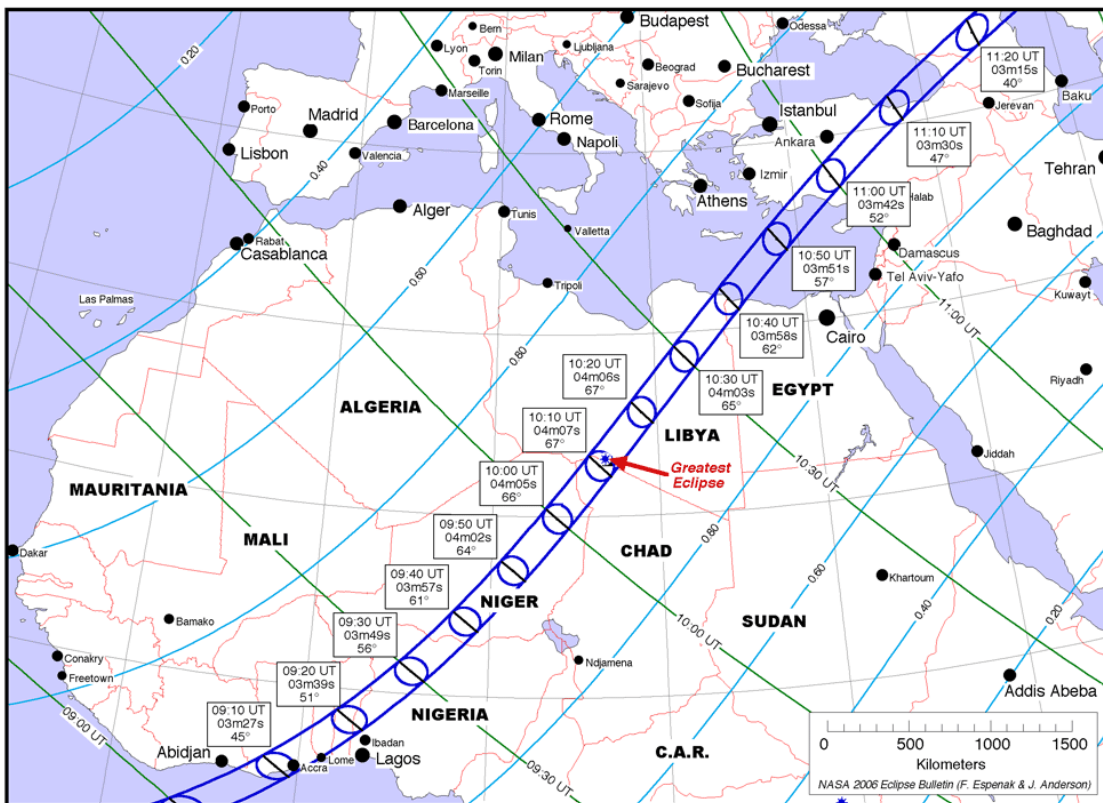 Budapest
Odessa
Bern
Lyon
Ljubljana
Milan
Torin
Beograd
Bucharest
Marseille
Sarajevo
Sofija
0.20
11:20 UT
03m15s
40°
Baku
Jerevan
Porto
Madrid
Barcelona
Rome
Napoli
Istanbul
Ankara
Lisbon
Valencia
0.40
Izmir
Athens
11:10 UT
03m30s
47°
Tehran
Alger
Tunis
Valletta
11:00 UT
03m42s
52°
Halab
Baghdad
Rabat
Casablanca
Damascus
10:50 UT
03m51s
57°
Tel Aviv-Yafo
0.60
Tripoli
Kuwayt
Las Palmas
11:00 UT
10:40 UT
03m58s
62°
Cairo
0.80
10:20 UT
04m06s
67°
10:30 UT
04m03s
65°
EGYPT
Riyadh
ALGERIA
10:10 UT
04m07s
67°
LIBYA
Greatest
Eclipse
Jiddah
10:30 UT
10:00 UT
04m05s
66°
MAURITANIA
MALI
09:50 UT
04m02s
64°
CHAD
0.80
Dakar
09:40 UT
03m57s
61°
Khartoum
0.60
0.40
0.20
NIGER
09:30 UT
03m49s
56°
Bamako
SUDAN
10:00 UT
Conakry
Freetown
Ndjamena
09:20 UT
03m39s
51°
Addis Abeba
09:00 UT
09:10 UT
03m27s
45°
NIGERIA
Abidjan
Accra
Lome
Ibadan
Lagos
09:30 UT
C.A.R.
0 500 1000 1500
Kilometers
NASA 2006 Eclipse Bulletin (F. Espenak & J. Anderson)